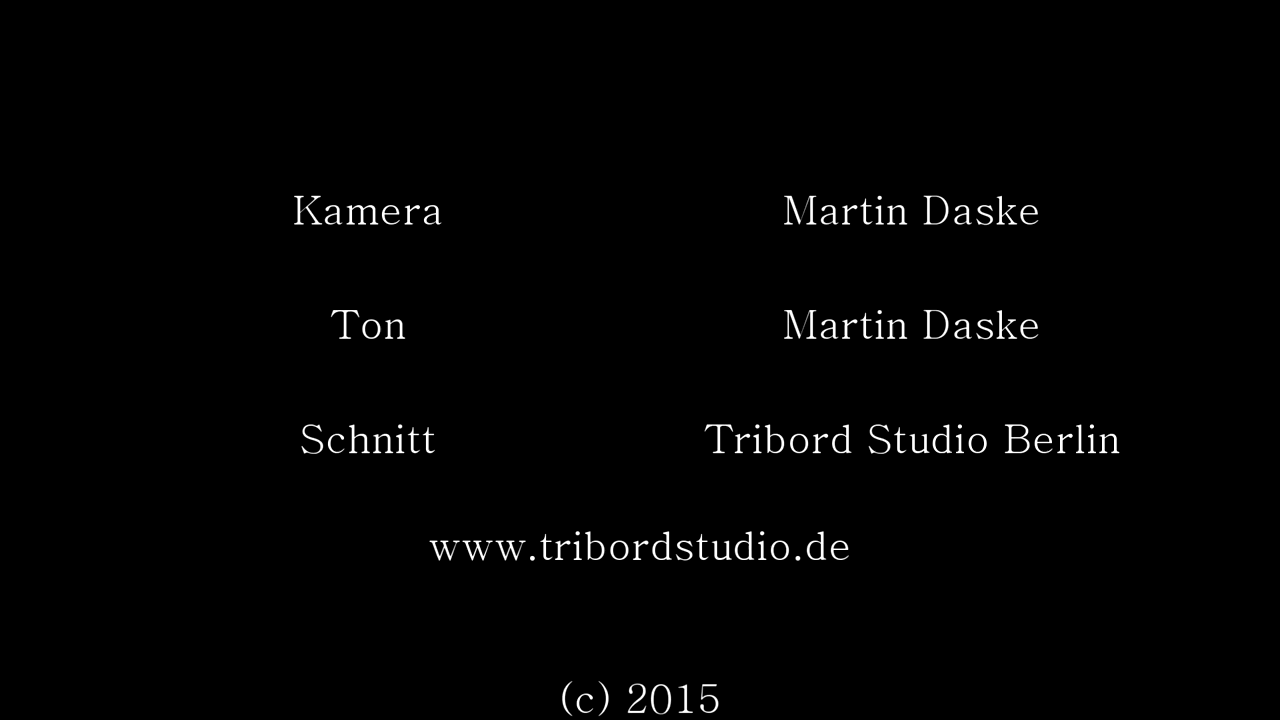 Kamera Martin Daske
Ton Martin Daske
Schnitt Tribord Studio Berlin
www.tribordstudio.de
(c) 2015